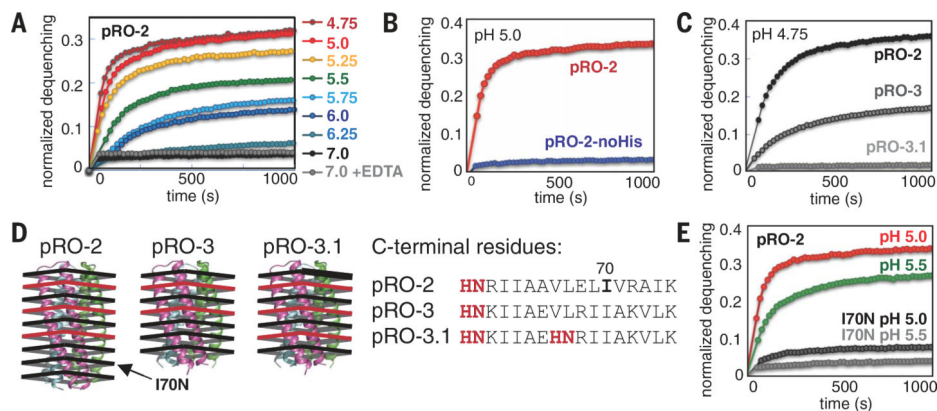 A
pRO-2
normalized dequenching
0.3
0.2
0.1
0
0
500
1000
time (s)
4.75
5.0
5.25
5.5
5.75
6.0
6.25
7.0
7.0 +EDTA
B
pH 5.0
normalized dequenching
0.4
0.3
0.2
0.1
0
pRO-2
pRO-2-noHis
500
1000
time (s)
C
pH 4.75
normalized dequenching
0.4
0.3
0.2
0.1
0
pRO-2
pRO-3
pRO-3.1
500
1000
time (s)
D
pRO-2
pRO-3
pRO-3.1
I70N
C-terminal residues:
70
pRO-2 HNRIIAAVLELIVRAIK
pRO-3 HNKIIAEVLRIIAKVLK
pRO-3.1 HNKIIAEHNRIIAKVLK
E
pRO-2
normalized dequenching
0.4
0.3
0.2
0.1
0
pH 5.0
pH 5.5
I70N pH 5.0
I70N pH 5.5
0
500
1000
time (s)